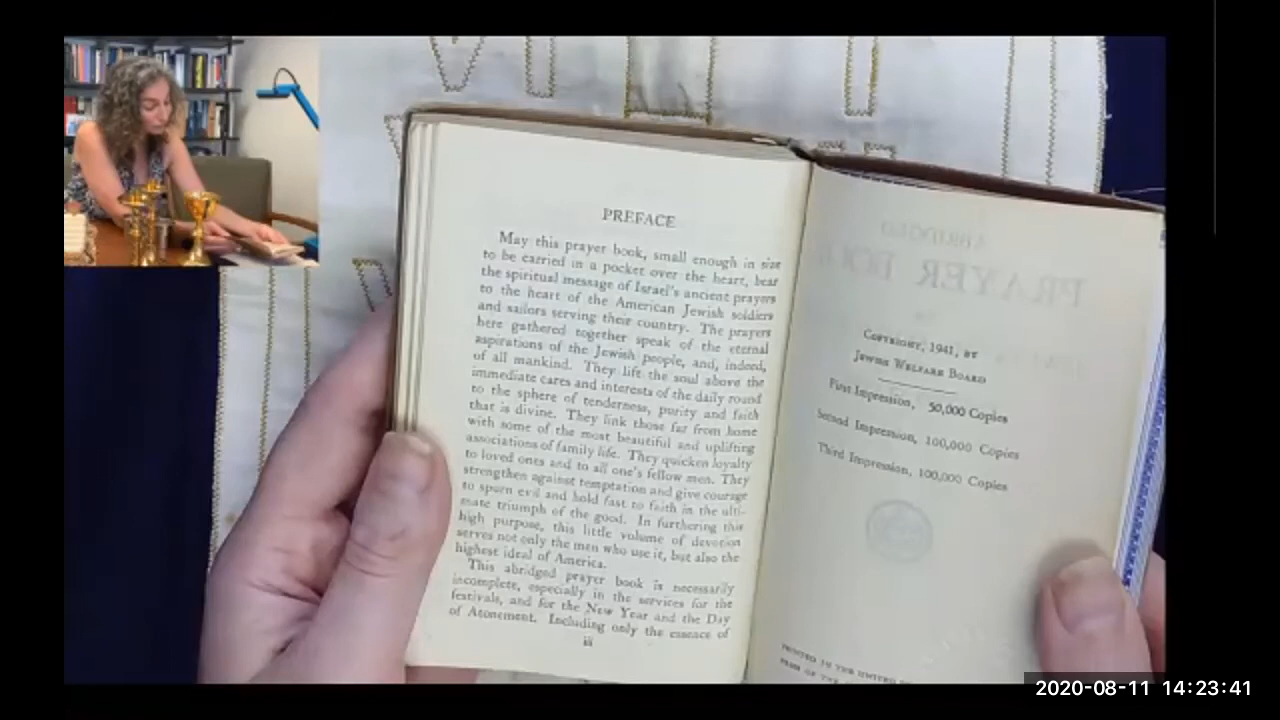 PREFACE
May this prayer book, small enough in size
to be carried in a pocket over the heart, bear
the spiritual message of Israel's ancient prayers
to the heart of the American Jewish soldiers
and sailors serving their country. The prayers
here gathered together speak of the eternal
aspirations of the Jewish people, and, indeed,
of all mankind. They lift the soul above the
immediate cares and interests of the daily round
to the sphere of tenderness, purity and faith
that is divine. They link those far from home
with some of the most beautiful and uplifting
associations of family life. They quicken loyalty
to loved ones and to all one's fellow men. They
strengthen against temptation and give courage
to spurn evil and hold fast to faith in the ulti-
mate triumph of the good. In furthering this
high purpose, this little volume of devotion
serves not only the men who use it, but also the
highest ideal of America.
This abridged prayer book is necessarily
incomplete, especially in the services for the
festivals, and for the New Year and the Day
of Atonement. Including only the essence of
iii
ABRIDGED
PRAYER BOOK
COPYRIGHT, 1941, BY
JEWISH WELFARE BOARD
First Impression, 50,000 Copies
Second Impression, 100,000 Copies
Third Impression, 100,000 Copies
PRINTED IN THE UNITED
PRESS OF THE
2020-08-11 14:23:41